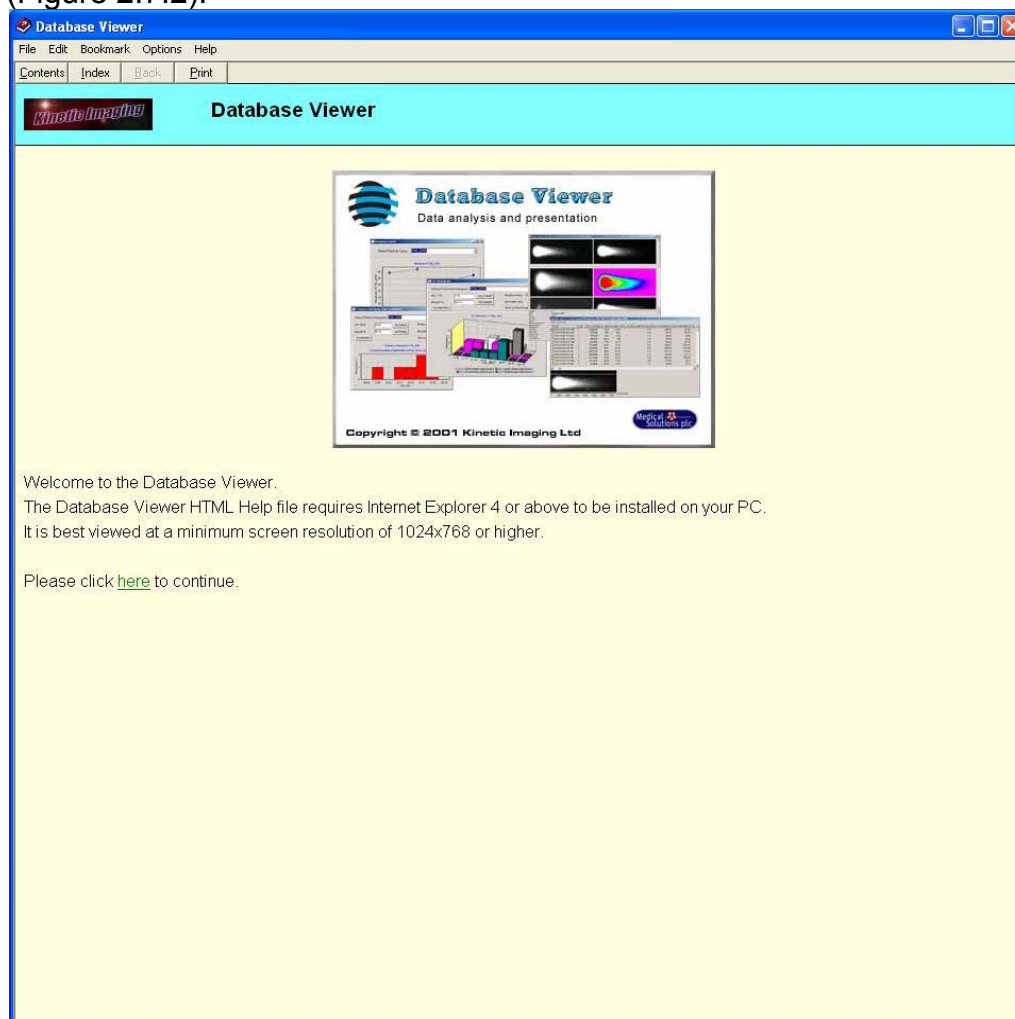 (Figure 2.7.12).
Database Viewer
File Edit Bookmark Options Help
Contents Index Back Print
Kinetic Imaging
Database Viewer
Database Viewer
Data analysis and presentation
Medical Solutions plc
Copyright © 2001 Kinetic Imaging Ltd
Welcome to the Database Viewer.
The Database Viewer HTML Help file requires Internet Explorer 4 or above to be installed on your PC.
It is best viewed at a minimum screen resolution of 1024x768 or higher.
Please click here to continue.